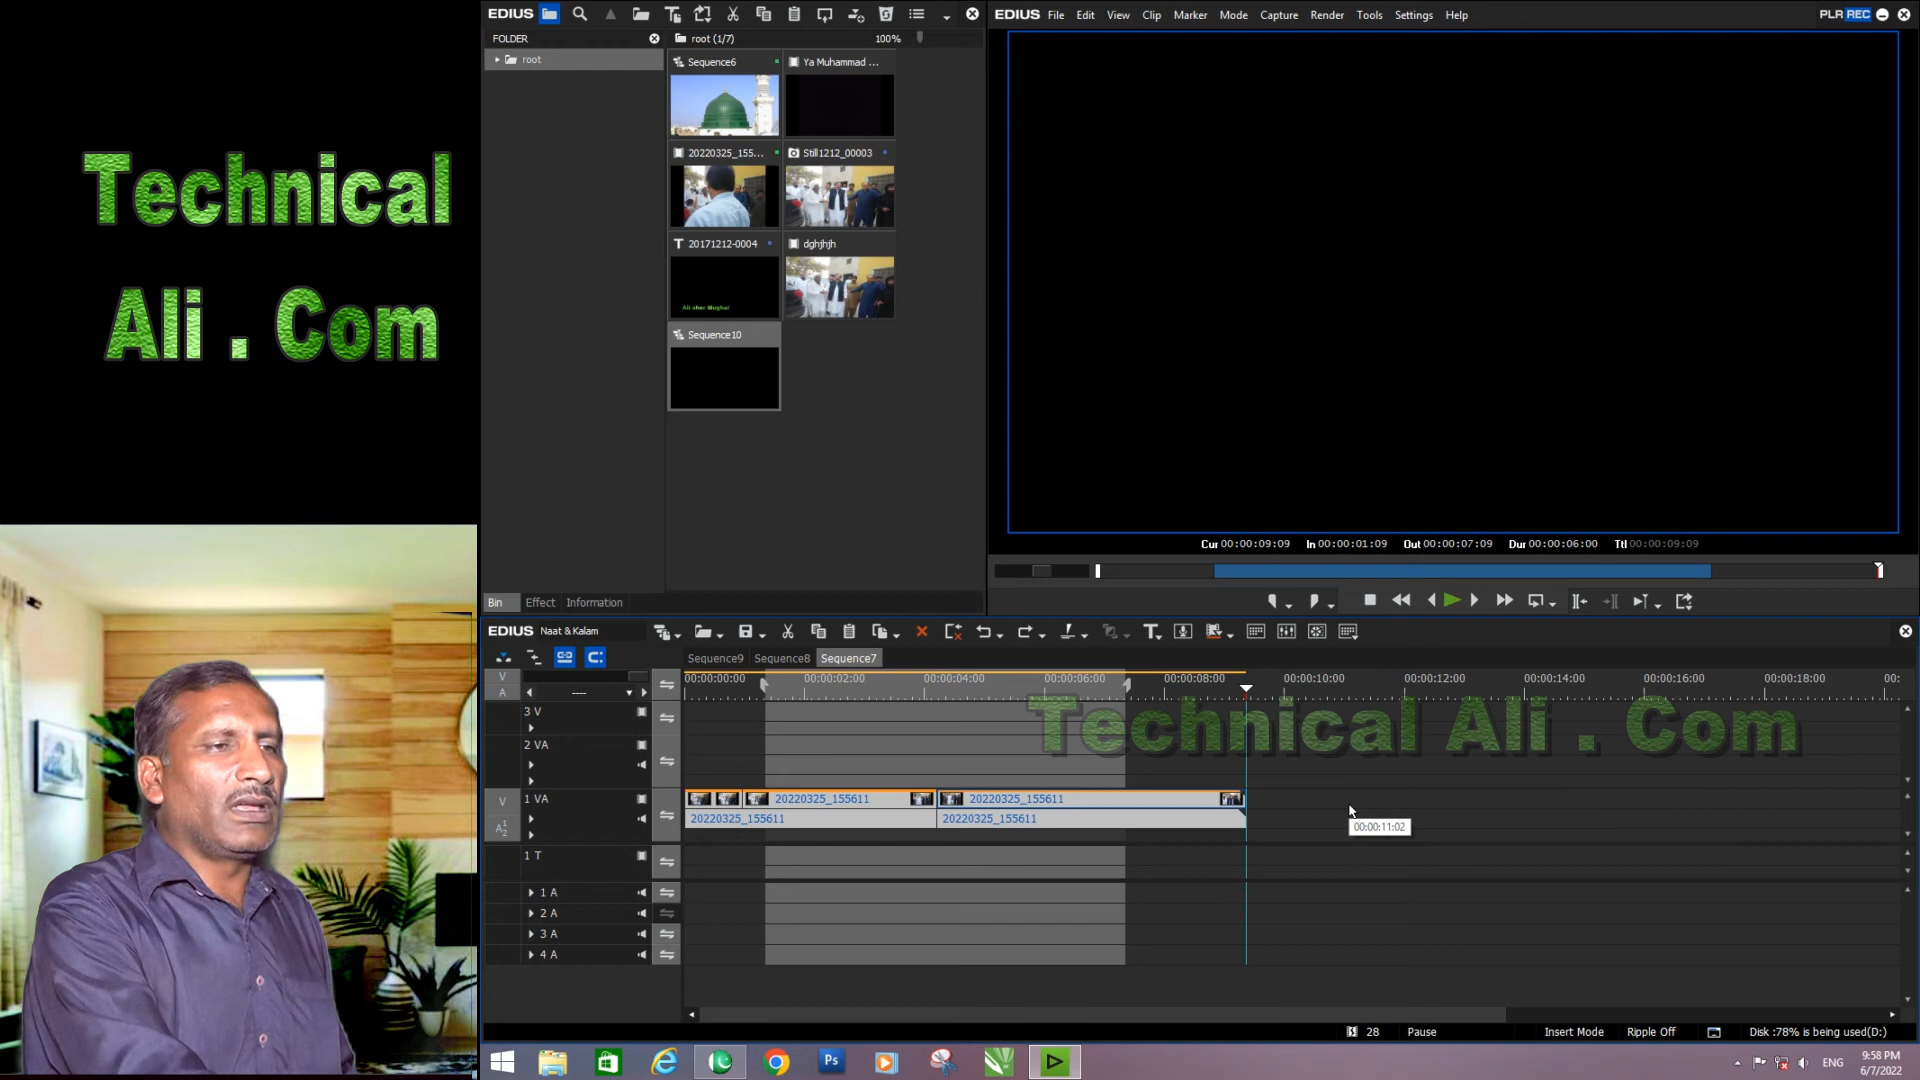 Technical
Ali . Com
EDIUS
FOLDER
root
root (1/7)
100%
Sequence6
Ya Muhammad ...
20220325_155...
Still1212_00003
20171212-0004
dghjhjh
Ali sher Mughal
Sequence10
Bin
Effect
Information
EDIUS File Edit View Clip Marker Mode Capture Render Tools Settings Help
PLR REC
Cur 00:00:09:09 In 00:00:01:09 Out 00:00:07:09 Dur 00:00:06:00 Ttl 00:00:09:09
EDIUS Naat & Kalam
Sequence9 Sequence8 Sequence7
V
A
----
00:00:00:00 00:00:02:00 00:00:04:00 00:00:06:00 00:00:08:00 00:00:10:00 00:00:12:00 00:00:14:00 00:00:16:00 00:00:18:00 00:
3 V
Technical Ali . Com
2 VA
V
1 VA
20220325_155611
20220325_155611
A1 2
20220325_155611
20220325_155611
00:00:11:02
1 T
1 A
2 A
3 A
4 A
28 Pause Insert Mode Ripple Off Disk :78% is being used(D:)
Ps
ENG
9:58 PM
6/7/2022